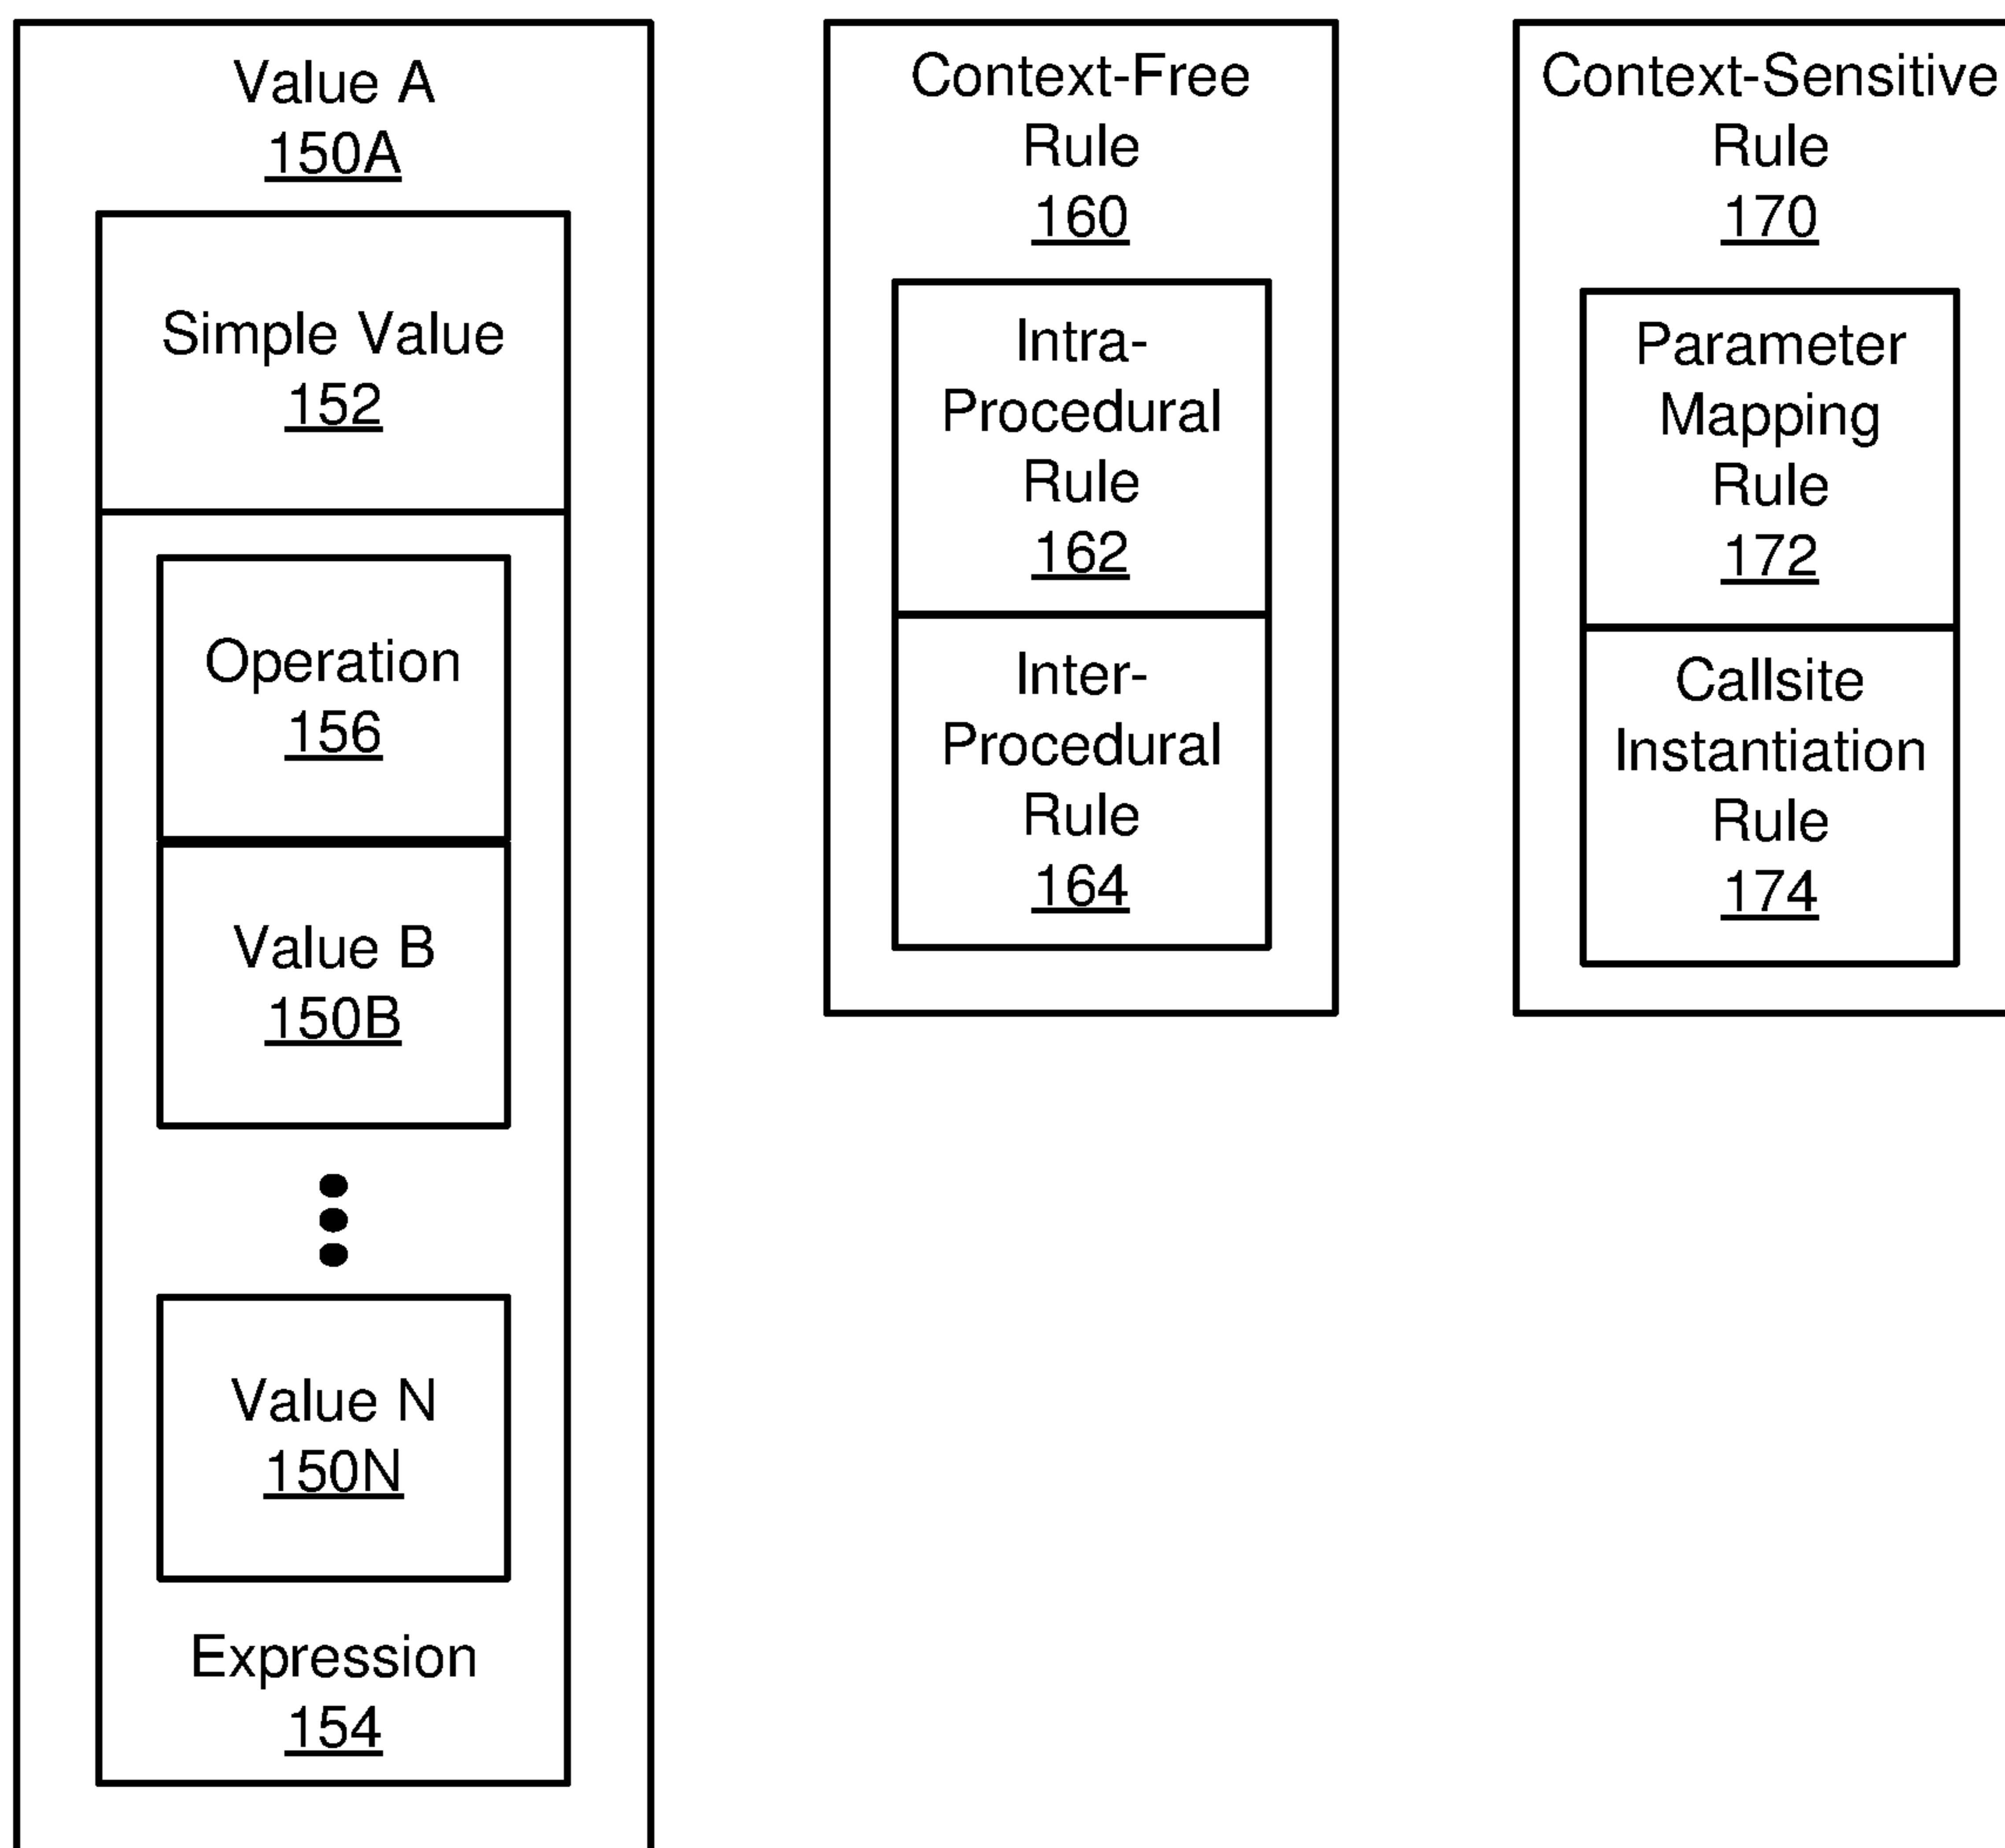 Value A
150A
Simple Value
152
Operation
156
Value B
150B
Value N
150N
Expression
154
Context-Free
Rule
160
Intra-
Procedural
Rule
162
Inter-
Procedural
Rule
164
Context-Sensitive
Rule
170
Parameter
Mapping
Rule
172
Callsite
Instantiation
Rule
174